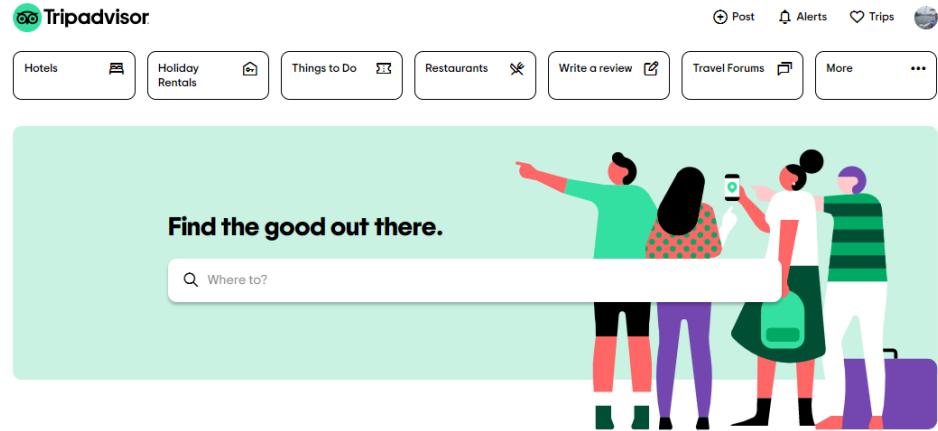 Tripadvisor
Post
Alerts
Trips
Hotels
Holiday
Rentals
Things to Do
Restaurants
Write a review
Travel Forums
More
Find the good out there.
Where to?